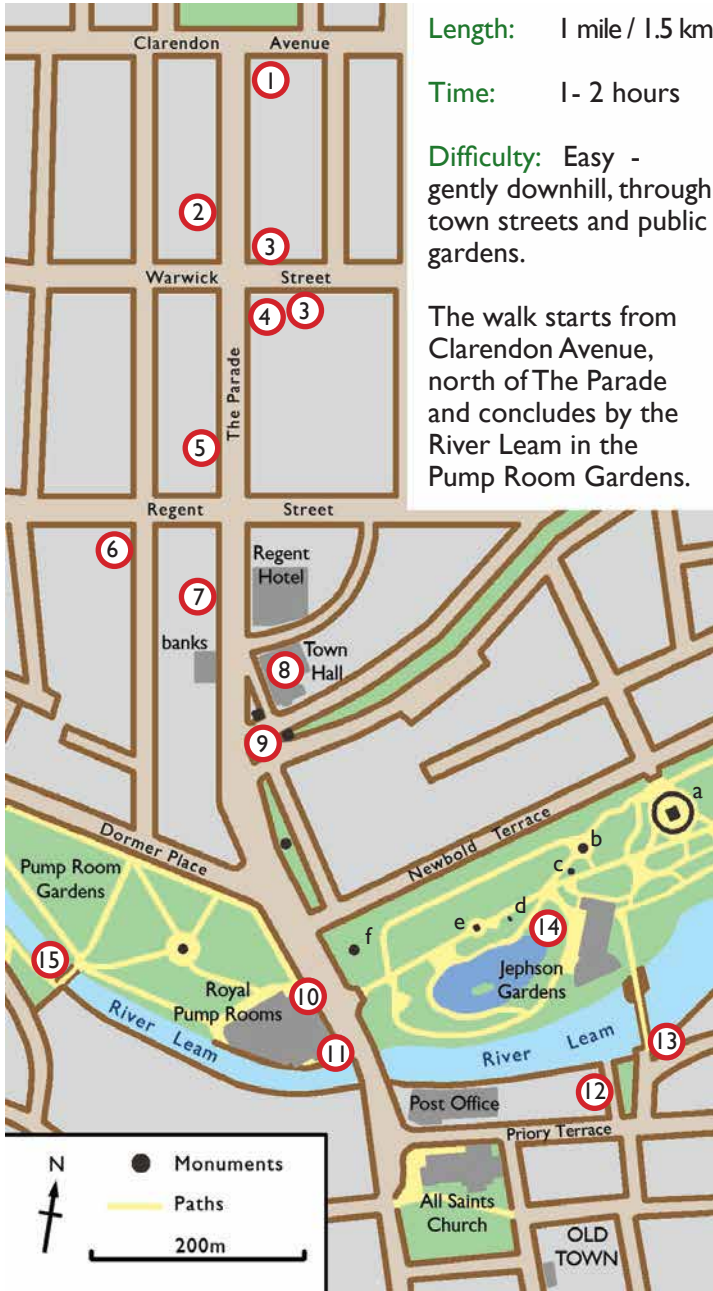 Clarendon Avenue
Length: 1 mile / 1.5 km
Time: 1- 2 hours
Difficulty: Easy -
gently downhill, through
town streets and public
gardens.
The walk starts from
Clarendon Avenue,
north of The Parade
and concludes by the
River Leam in the
Pump Room Gardens.
1
2
3
Warwick Street
4
3
The Parade
5
Regent Street
6
Regent
Hotel
7
banks
Town
Hall
8
9
a
Dormer Place
Newbold Terrace
b
c
Pump Room
Gardens
d
e
14
f
15
Jephson
Gardens
10
Royal
Pump Rooms
River Leam
11
River Leam
13
12
Post Office
Priory Terrace
N
Monuments
Paths
200m
All Saints
Church
OLD
TOWN